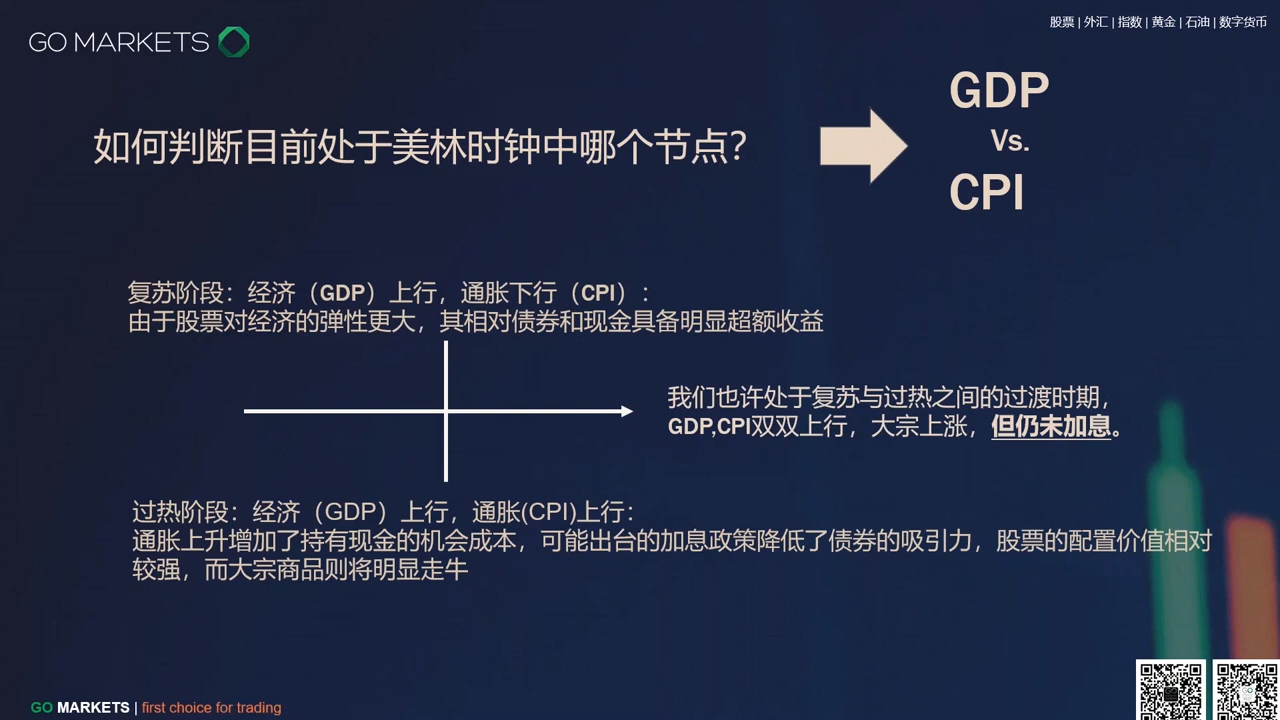 GO MARKETS
股票 | 外汇 | 指数 | 黄金 | 石油 | 数字货币
如何判断目前处于美林时钟中哪个节点？
GDP
Vs.
CPI
复苏阶段：经济（GDP）上行，通胀下行（CPI）：
由于股票对经济的弹性更大，其相对债券和现金具备明显超额收益
我们也许处于复苏与过热之间的过渡时期，
GDP,CPI双双上行，大宗上涨，但仍未加息。
过热阶段：经济（GDP）上行，通胀(CPI)上行：
通胀上升增加了持有现金的机会成本，可能出台的加息政策降低了债券的吸引力，股票的配置价值相对
较强，而大宗商品则将明显走牛
GO MARKETS | first choice for trading